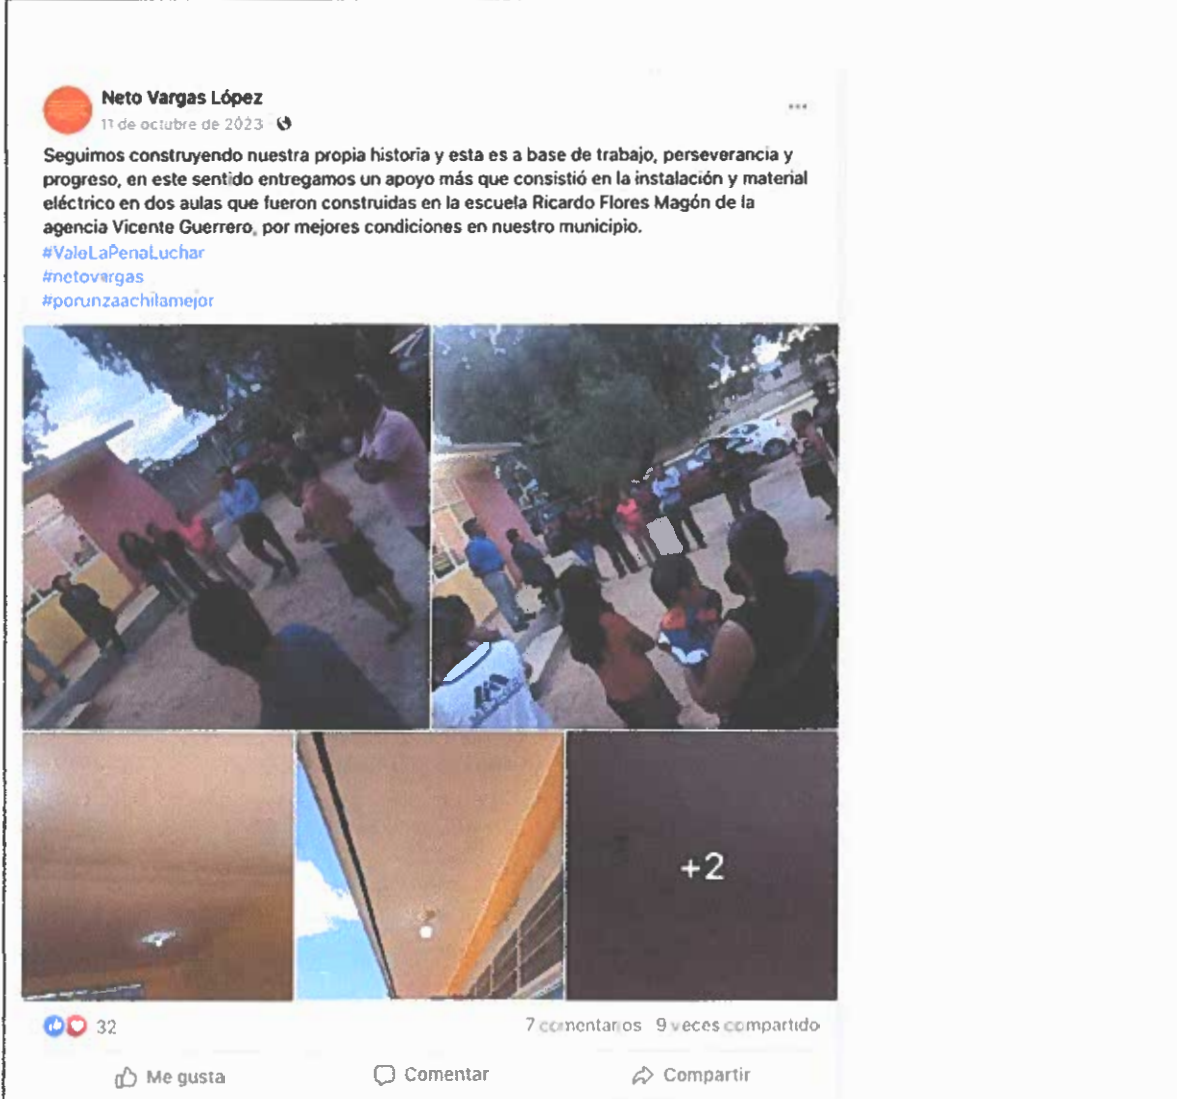 Neto Vargas López
11 de octubre de 2023
Seguimos construyendo nuestra propia historia y esta es a base de trabajo, perseverancia y
progreso, en este sentido entregamos un apoyo más que consistió en la instalación y material
eléctrico en dos aulas que fueron construidas en la escuela Ricardo Flores Magón de la
agencia Vicente Guerrero, por mejores condiciones en nuestro municipio.
#ValeLaPenaLuchar
#netovargas
#porunzaachilamejor
+2
32
7 comentarios 9 veces compartido
Me gusta
Comentar
Compartir